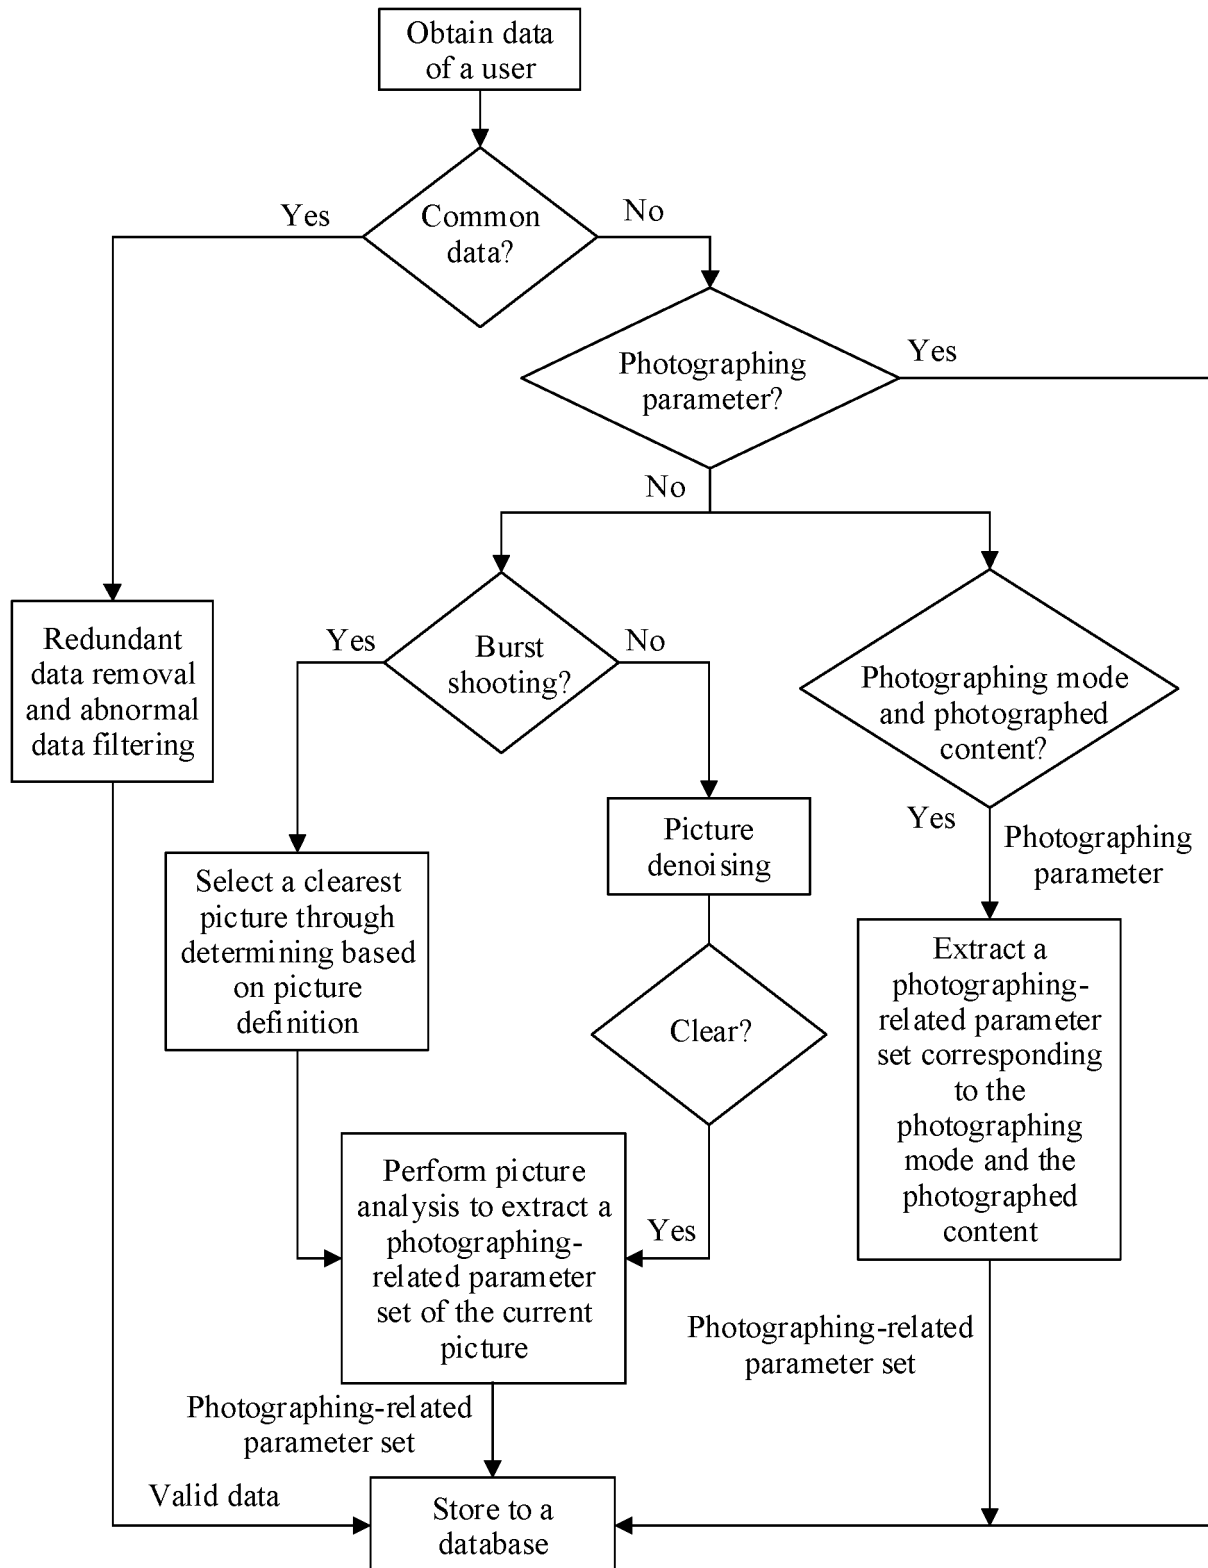 Obtain data
of a user
Common
data?
Yes
No
Photographing
parameter?
Yes
No
Redundant
data removal
and abnormal
data filtering
Burst
shooting?
Yes
No
Photographing mode
and photographed
content?
Yes
Photographing
parameter
Select a clearest
picture through
determining based
on picture
definition
Picture
denoising
Clear?
Yes
Extract a
photographing-
related parameter
set corresponding
to the
photographing
mode and the
photographed
content
Perform picture
analysis to extract a
photographing-
related parameter
set of the current
picture
Photographing-related
parameter set
Photographing-related
parameter set
Valid data
Store to a
database